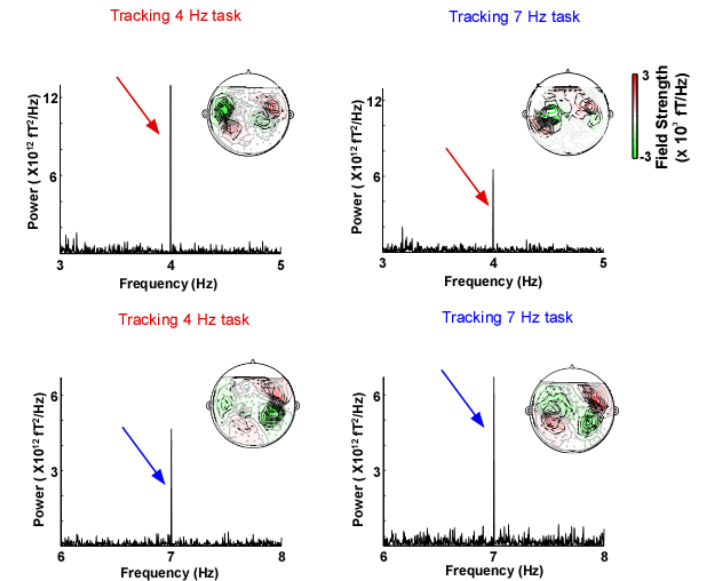 Tracking 4 Hz task
Tracking 7 Hz task
12
6
Power ( X10¹² fT²/Hz)
3
4
5
Frequency (Hz)
12
6
Power ( X10¹² fT²/Hz)
3
4
5
Frequency (Hz)
3
-3
Field Strength
(x 10³ fT/Hz)
Tracking 4 Hz task
Tracking 7 Hz task
6
3
Power ( X10¹² fT²/Hz)
6
7
8
Frequency (Hz)
6
3
Power ( X10¹² fT²/Hz)
6
7
8
Frequency (Hz)